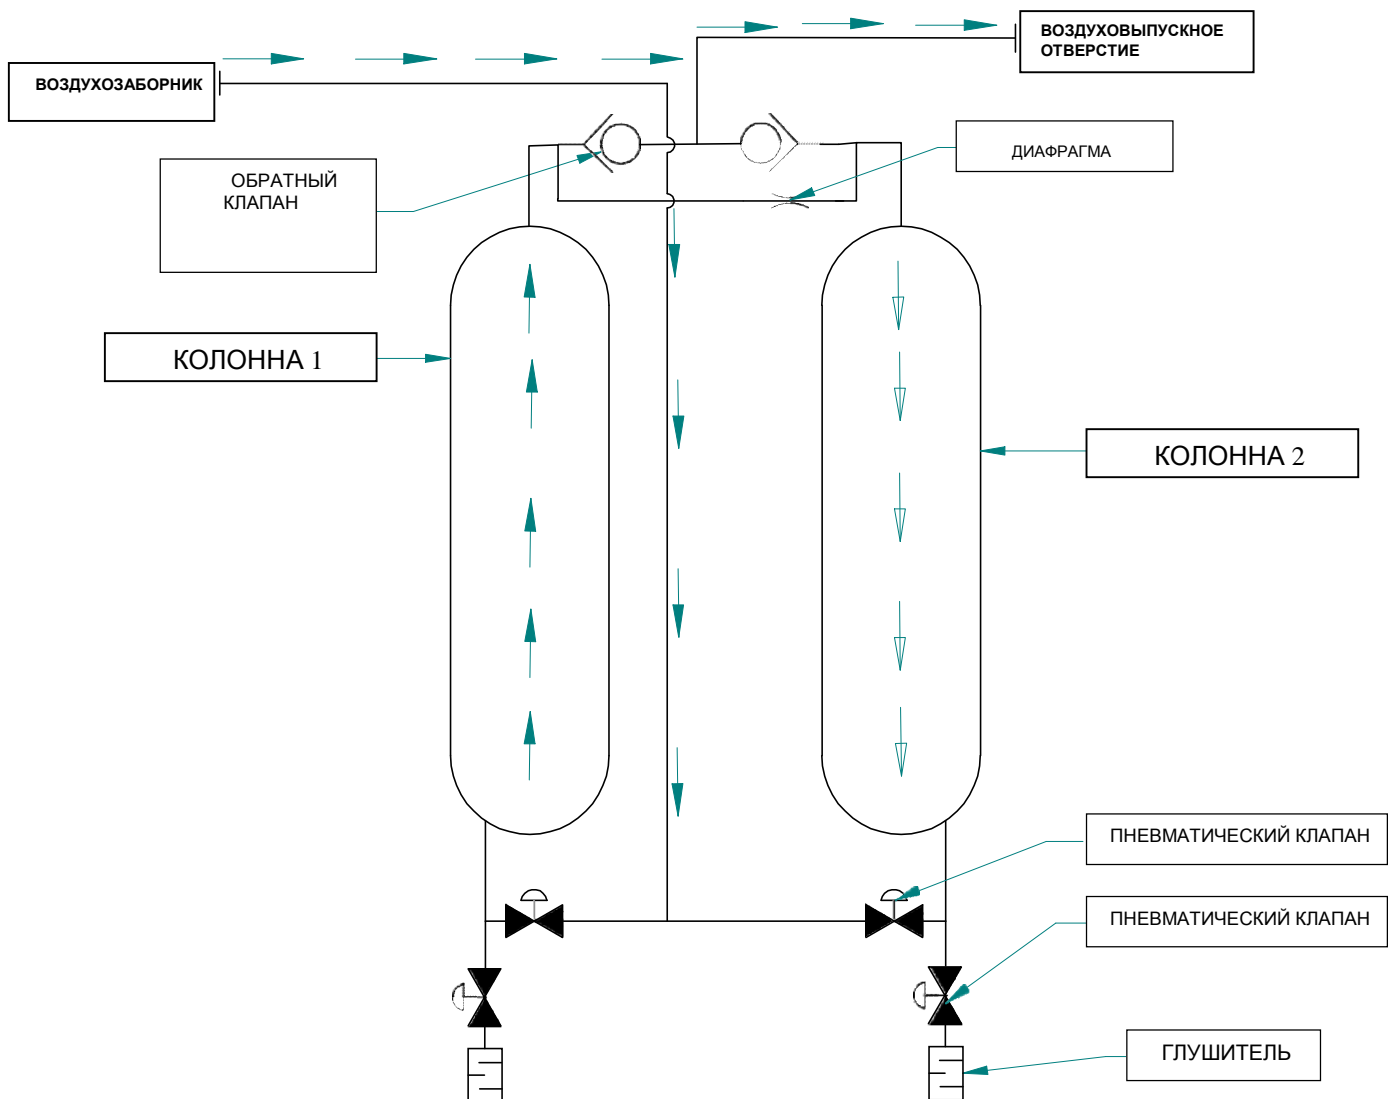 ВОЗДУХОВЫПУСКНОЕ
ОТВЕРСТИЕ
ВОЗДУХОЗАБОРНИК
ДИАФРАГМА
ОБРАТНЫЙ
КЛАПАН
КОЛОННА 1
КОЛОННА 2
ПНЕВМАТИЧЕСКИЙ КЛАПАН
ПНЕВМАТИЧЕСКИЙ КЛАПАН
ГЛУШИТЕЛЬ